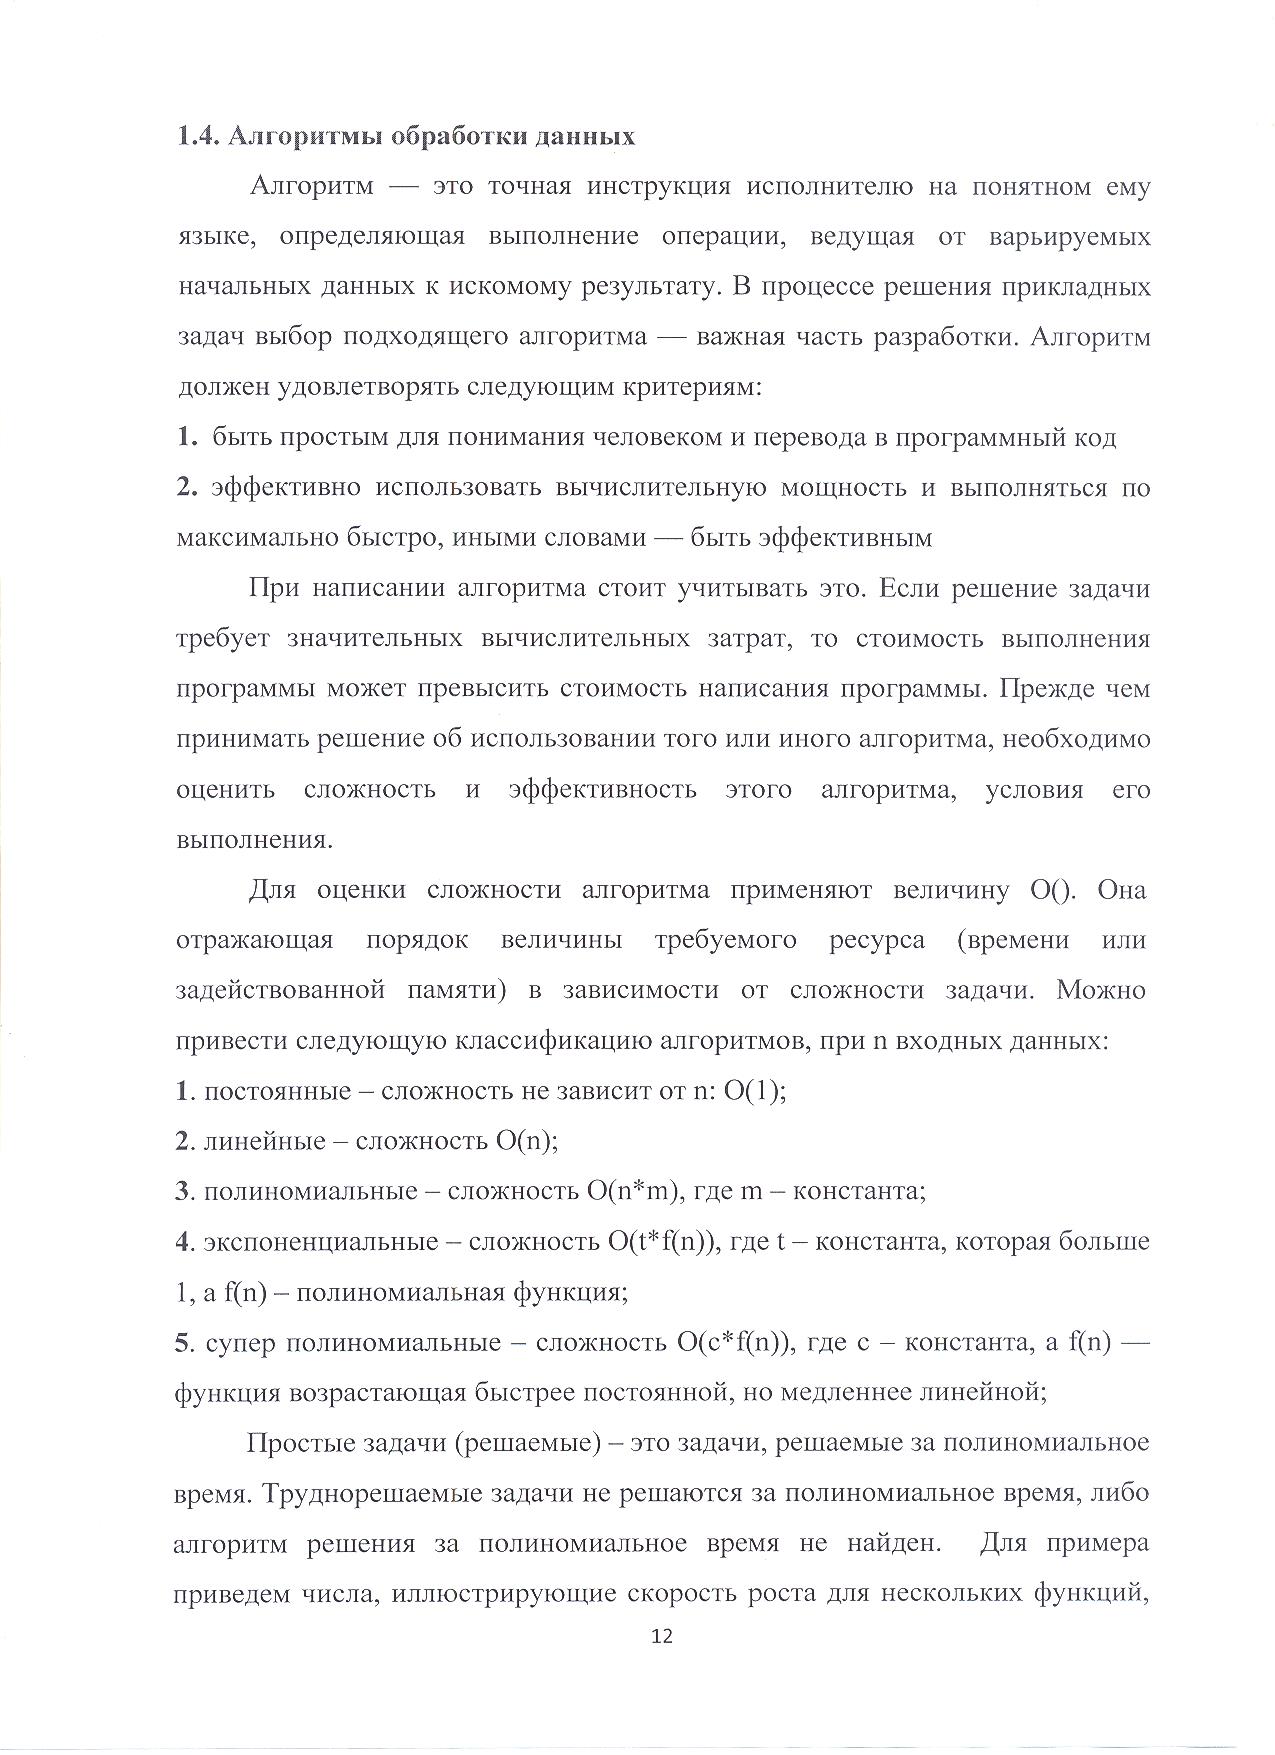 1.4. Алгоритмы обработки данных
Алгоритм — это точная инструкция исполнителю на понятном ему
языке, определяющая выполнение операции, ведущая от варьируемых
начальных данных к искомому результату. В процессе решения прикладных
задач выбор подходящего алгоритма — важная часть разработки. Алгоритм
должен удовлетворять следующим критериям:
1. быть простым для понимания человеком и перевода в программный код
2. эффективно использовать вычислительную мощность и выполняться по
максимально быстро, иными словами — быть эффективным
При написании алгоритма стоит учитывать это. Если решение задачи
требует значительных вычислительных затрат, то стоимость выполнения
программы может превысить стоимость написания программы. Прежде чем
принимать решение об использовании того или иного алгоритма, необходимо
оценить сложность и эффективность этого алгоритма, условия его
выполнения.
Для оценки сложности алгоритма применяют величину O(). Она
отражающая порядок величины требуемого ресурса (времени или
задействованной памяти) в зависимости от сложности задачи. Можно
привести следующую классификацию алгоритмов, при n входных данных:
1. постоянные – сложность не зависит от n: O(1);
2. линейные – сложность O(n);
3. полиномиальные – сложность O(n*m), где m – константа;
4. экспоненциальные – сложность O(t*f(n)), где t – константа, которая больше
1, а f(n) – полиномиальная функция;
5. супер полиномиальные – сложность O(c*f(n)), где c – константа, а f(n) —
функция возрастающая быстрее постоянной, но медленнее линейной;
Простые задачи (решаемые) – это задачи, решаемые за полиномиальное
время. Труднорешаемые задачи не решаются за полиномиальное время, либо
алгоритм решения за полиномиальное время не найден. Для примера
приведем числа, иллюстрирующие скорость роста для нескольких функций,
12